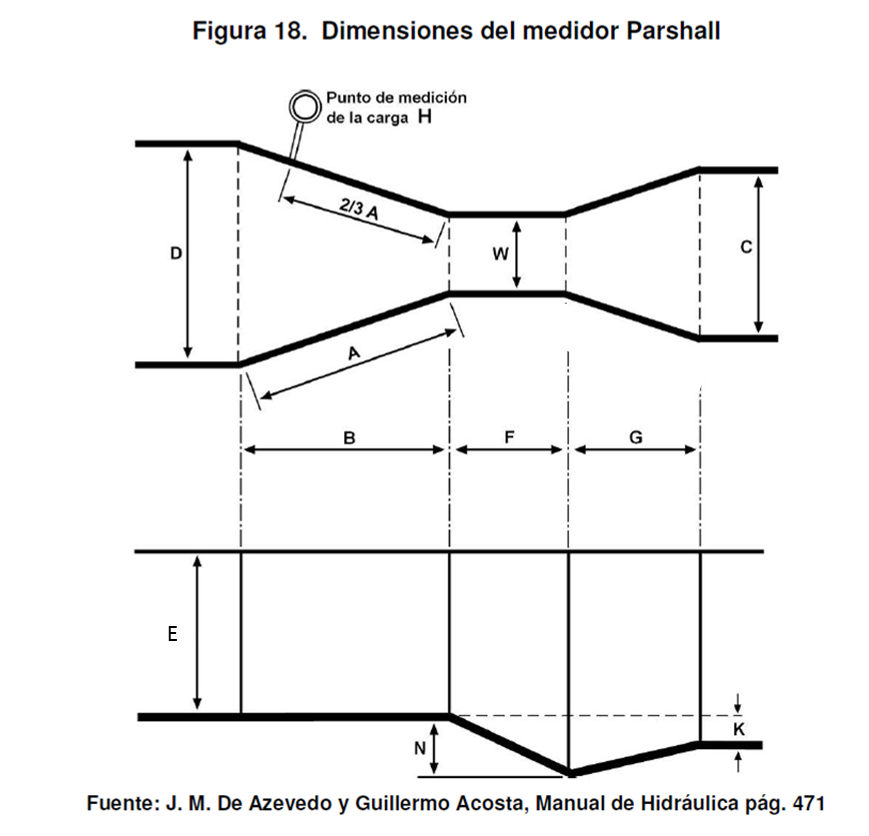 Figura 18. Dimensiones del medidor Parshall
Punto de medición
de la carga H
2/3 A
D
W
C
A
B
F
G
E
K
N
Fuente: J. M. De Azevedo y Guillermo Acosta, Manual de Hidráulica pág. 471